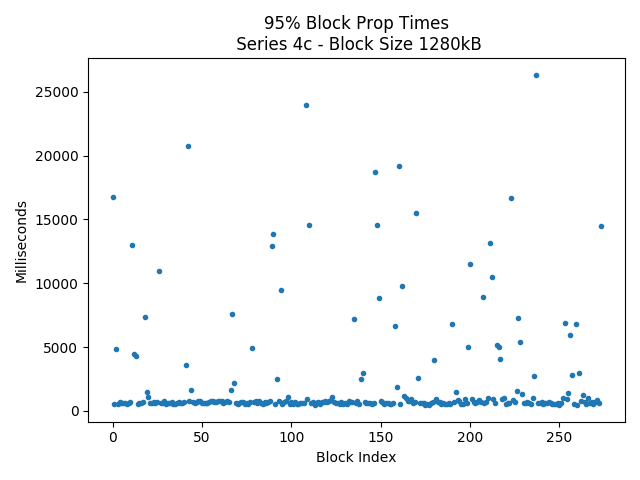 95% Block Prop Times
Series 4c - Block Size 1280kB
25000
20000
15000
10000
5000
0
Milliseconds
0 50 100 150 200 250
Block Index